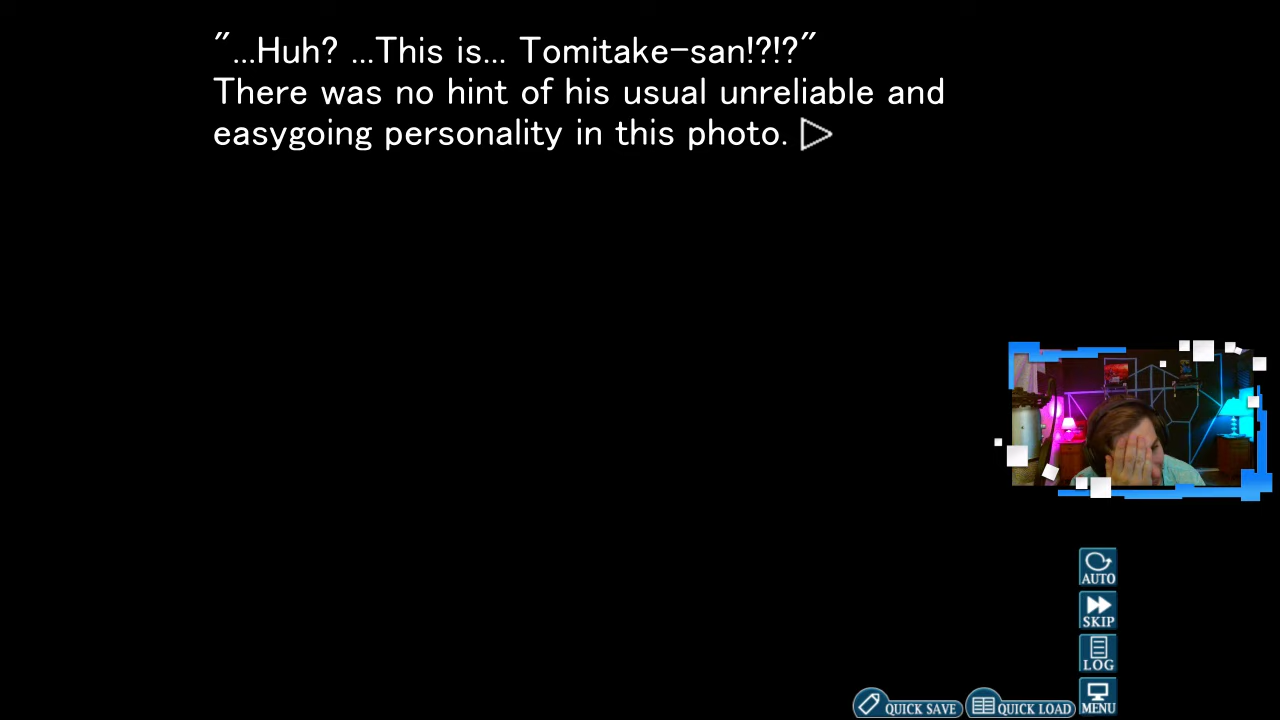 "...Huh? ...This is... Tomitake-san!?!?"
There was no hint of his usual unreliable and
easygoing personality in this photo.
AUTO
SKIP
LOG
MENU
QUICK SAVE
QUICK LOAD